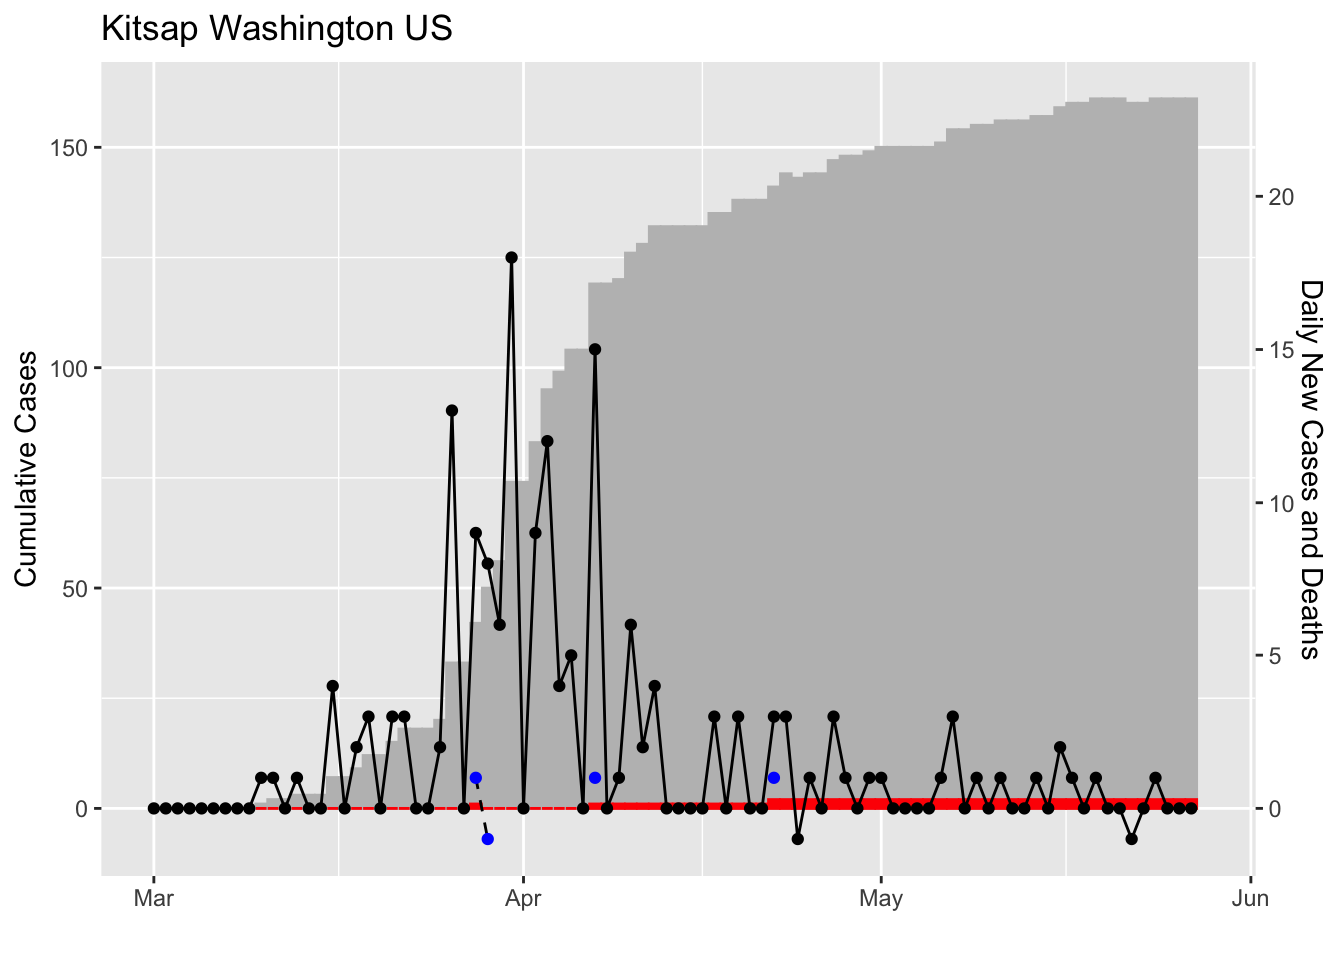 Kitsap Washington US
Cumulative Cases
150
100
50
0
20
15
10
5
0
Daily New Cases and Deaths
Mar
Apr
May
Jun